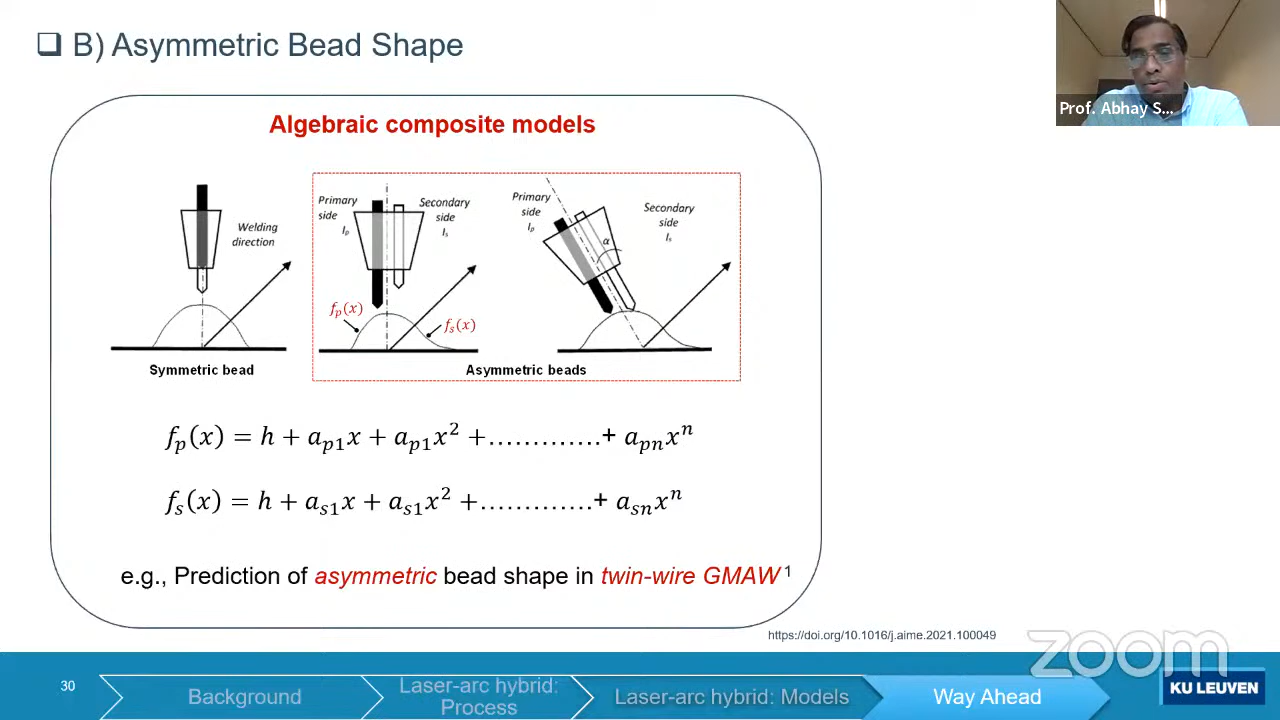 ❑ B) Asymmetric Bead Shape
Prof. Abhay S...
Algebraic composite models
Welding
direction
Symmetric bead
Primary
side
Iₚ
Secondary
side
Iₛ
fₚ(x)
fₛ(x)
Primary
side
Iₚ
α
Secondary
side
Iₛ
Asymmetric beads
fₚ(x) = h + aₚ₁x + aₚ₁x² +.............+ aₚₙxⁿ
fₛ(x) = h + aₛ₁x + aₛ₁x² +.............+ aₛₙxⁿ
e.g., Prediction of asymmetric bead shape in twin-wire GMAW ¹
https://doi.org/10.1016/j.aime.2021.100049
zoom
30
Background
Laser-arc hybrid:
Process
Laser-arc hybrid: Models
Way Ahead
KU LEUVEN